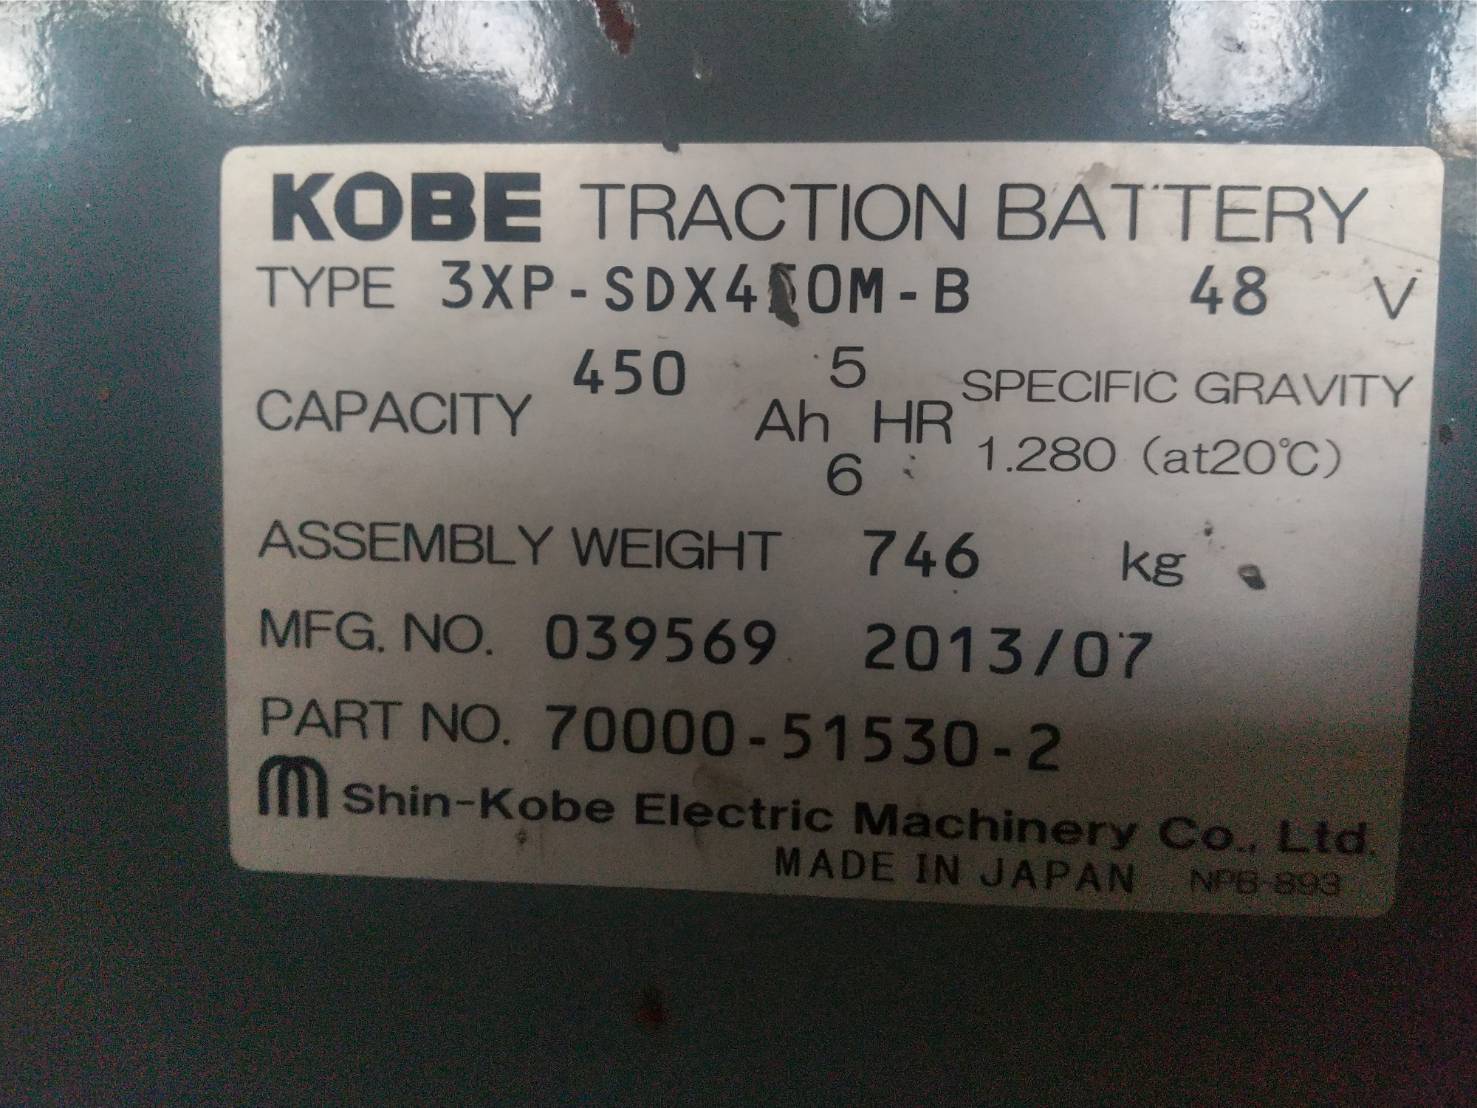 KOBE TRACTION BATTERY
TYPE 3XP-SDX450M-B 48 V
CAPACITY 450 Ah 5 HR 6
SPECIFIC GRAVITY
1.280 (at20℃)
ASSEMBLY WEIGHT 746 kg
MFG. NO. 039569 2013/07
PART NO. 70000-51530-2
Shin-Kobe Electric Machinery Co., Ltd.
MADE IN JAPAN NPB-893